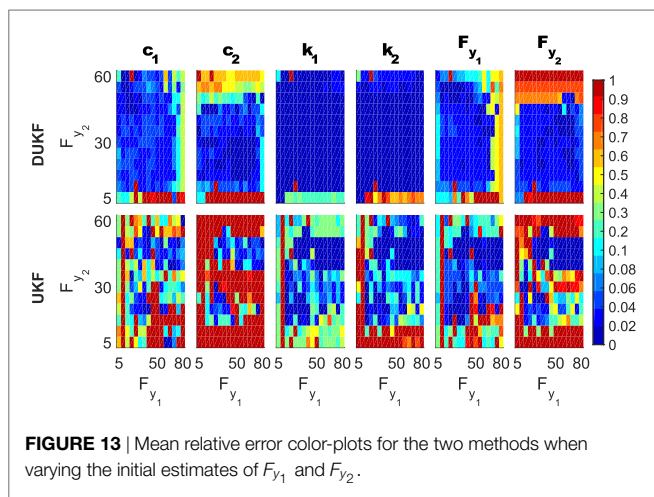 c1 c2 k1 k2 Fy1 Fy2
DUKF
Fy2
60
30
5
UKF
Fy2
60
30
5
5 50 80 5 50 80 5 50 80 5 50 80 5 50 80 5 50 80
Fy1 Fy1 Fy1 Fy1 Fy1 Fy1
1
0.9
0.8
0.7
0.6
0.5
0.4
0.3
0.2
0.1
0.08
0.06
0.04
0.02
0
FIGURE 13 | Mean relative error color-plots for the two methods when
varying the initial estimates of Fy1 and Fy2.